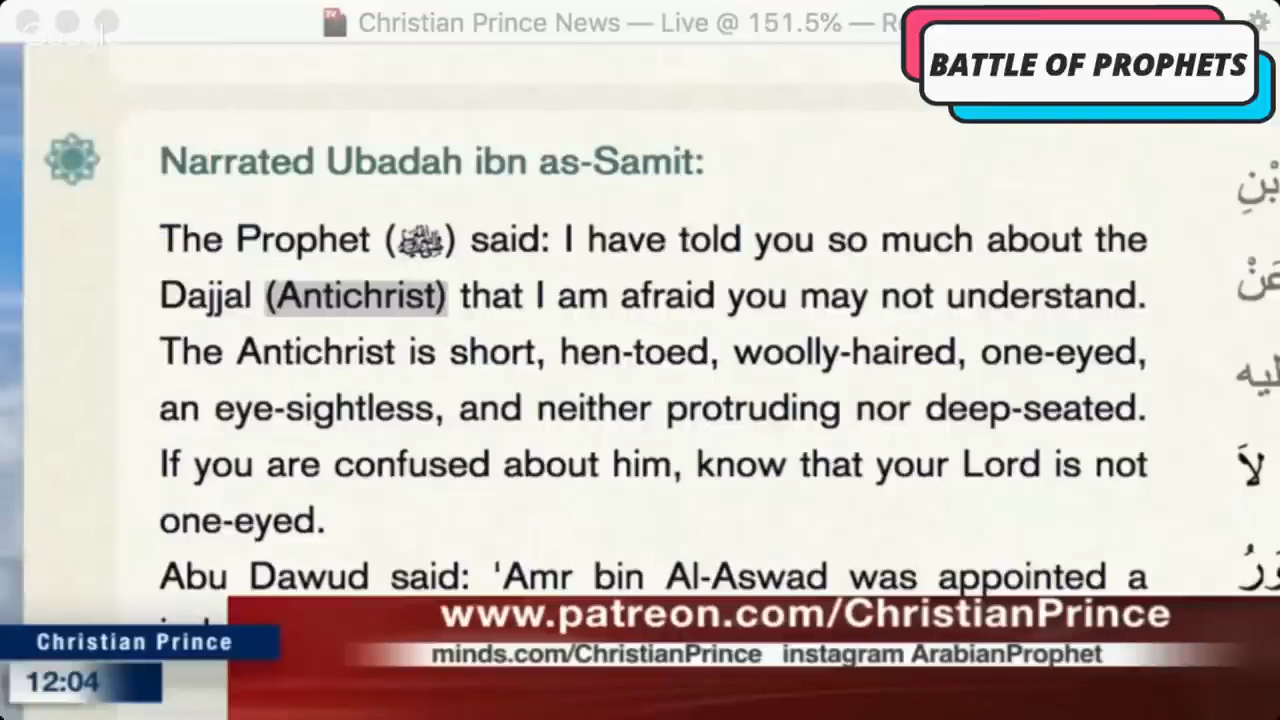 Christian Prince News — Live @ 151.5% —
BATTLE OF PROPHETS
Google
Narrated Ubadah ibn as-Samit:
The Prophet (ﷺ) said: I have told you so much about the
Dajjal (Antichrist) that I am afraid you may not understand.
The Antichrist is short, hen-toed, woolly-haired, one-eyed,
an eye-sightless, and neither protruding nor deep-seated.
If you are confused about him, know that your Lord is not
one-eyed.
Abu Dawud said: 'Amr bin Al-Aswad was appointed a
www.patreon.com/ChristianPrince
Christian Prince
minds.com/ChristianPrince instagram ArabianProphet
12:04